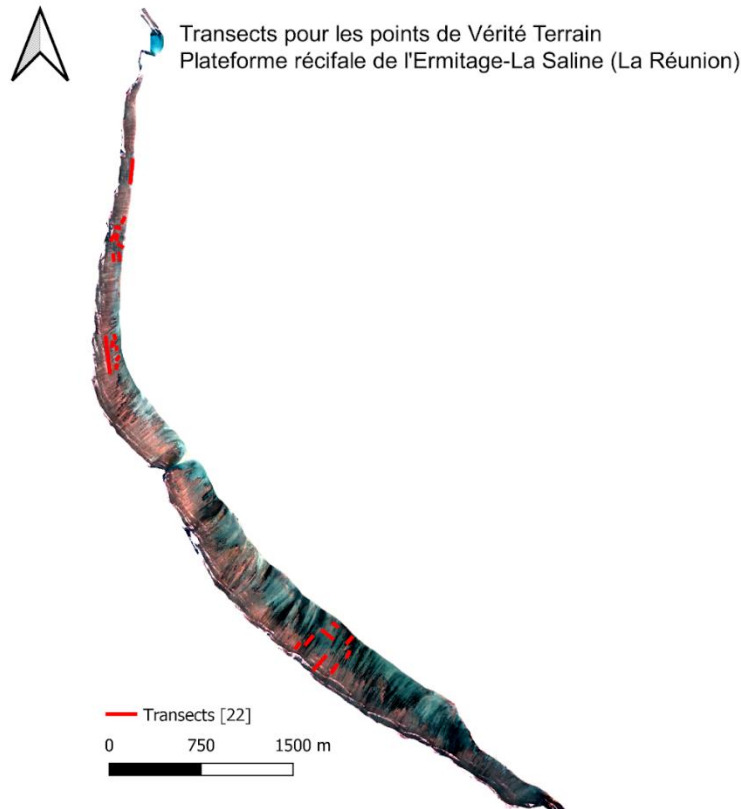 Transects pour les points de Vérité Terrain
Plateforme récifale de l'Ermitage-La Saline (La Réunion)
Transects [22]
0 750 1500 m